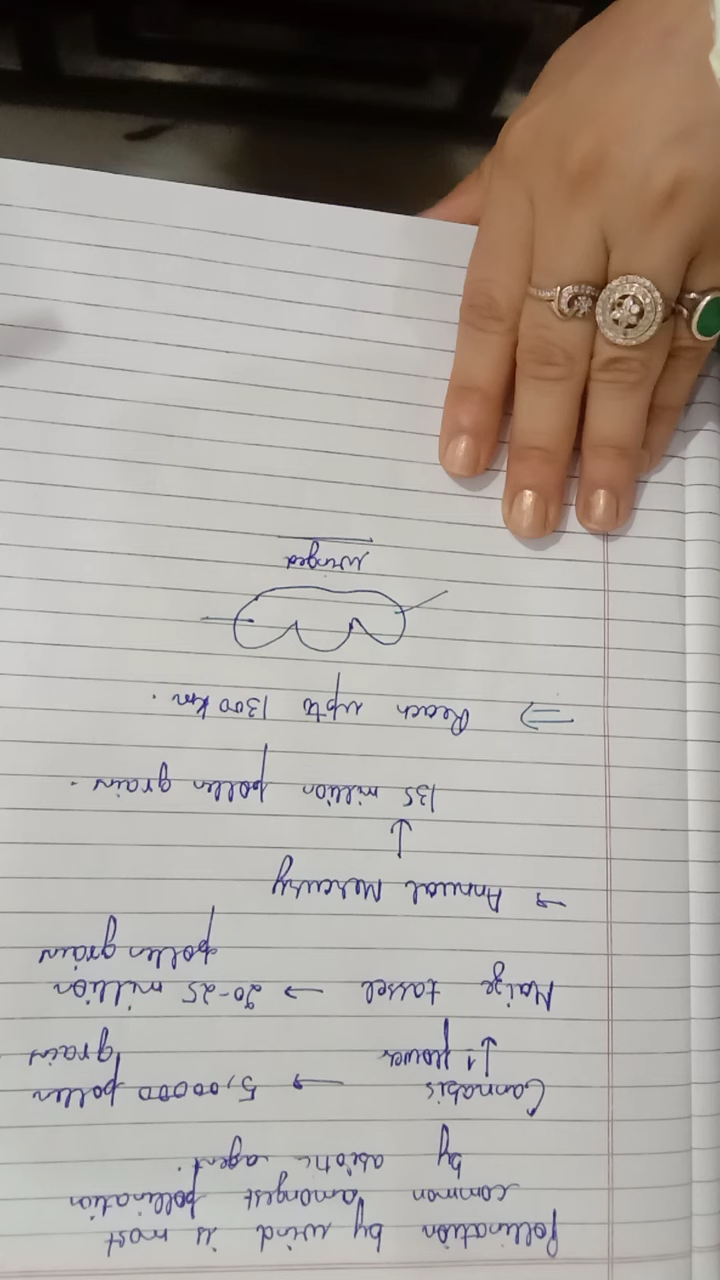 Pollination by wind is most
common amongest pollination
by abiotic agent.
Cannabis → 5,00000 pollen
↓ 1 flower grain
Maize tassel → 20-25 million
pollen grain
→ Annual Mercury
↓
135 million pollen grain.
⇒ Reach upto 1300 km.
winged